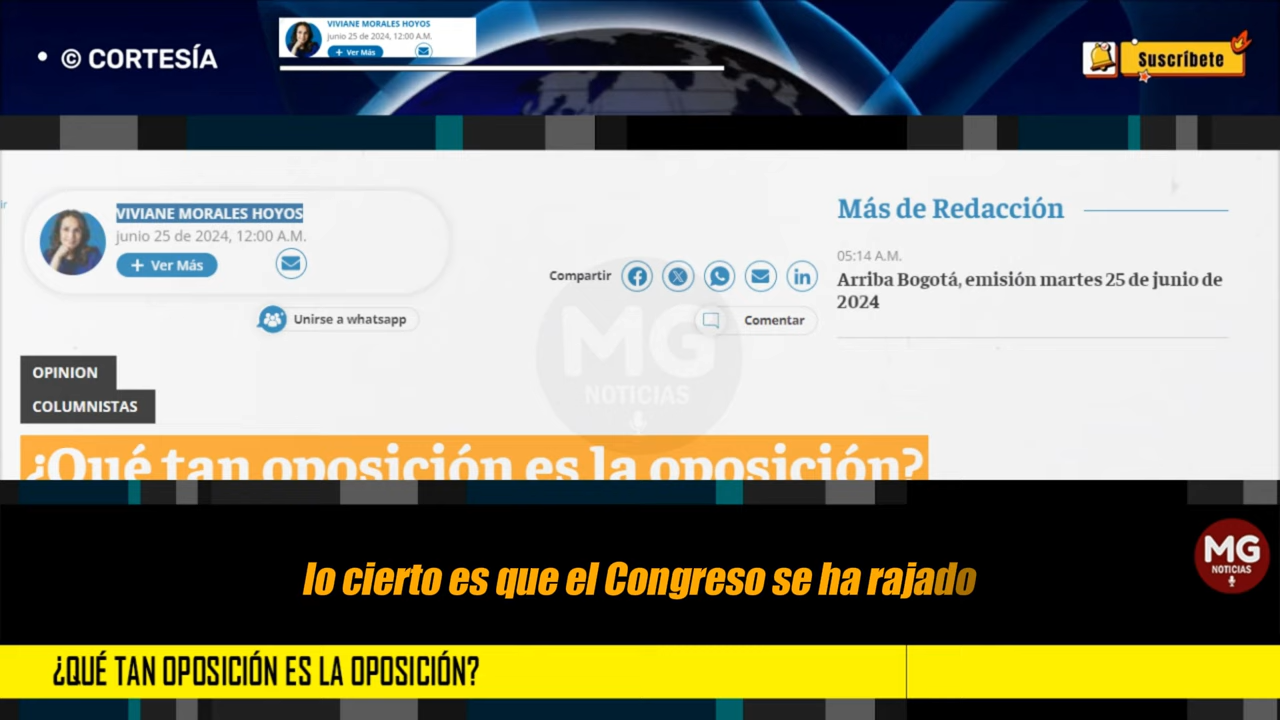 • © CORTESÍA
VIVIANE MORALES HOYOS
junio 25 de 2024, 12:00 A.M.
+ Ver Más
Suscríbete
VIVIANE MORALES HOYOS
junio 25 de 2024, 12:00 A.M.
+ Ver Más
Unirse a whatsapp
Compartir
Comentar
Más de Redacción
05:14 A.M.
Arriba Bogotá, emisión martes 25 de junio de
2024
MG
NOTICIAS
OPINION
COLUMNISTAS
¿Qué tan oposición es la oposición?
lo cierto es que el Congreso se ha rajado
MG
NOTICIAS
¿QUÉ TAN OPOSICIÓN ES LA OPOSICIÓN?